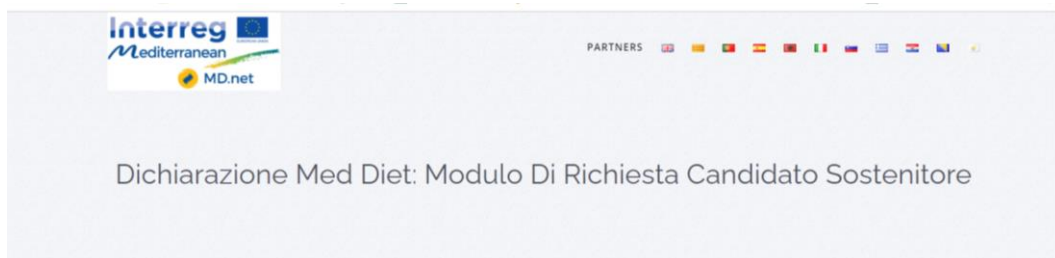 Interreg
Mediterranean
MD.net
PARTNERS
Dichiarazione Med Diet: Modulo Di Richiesta Candidato Sostenitore